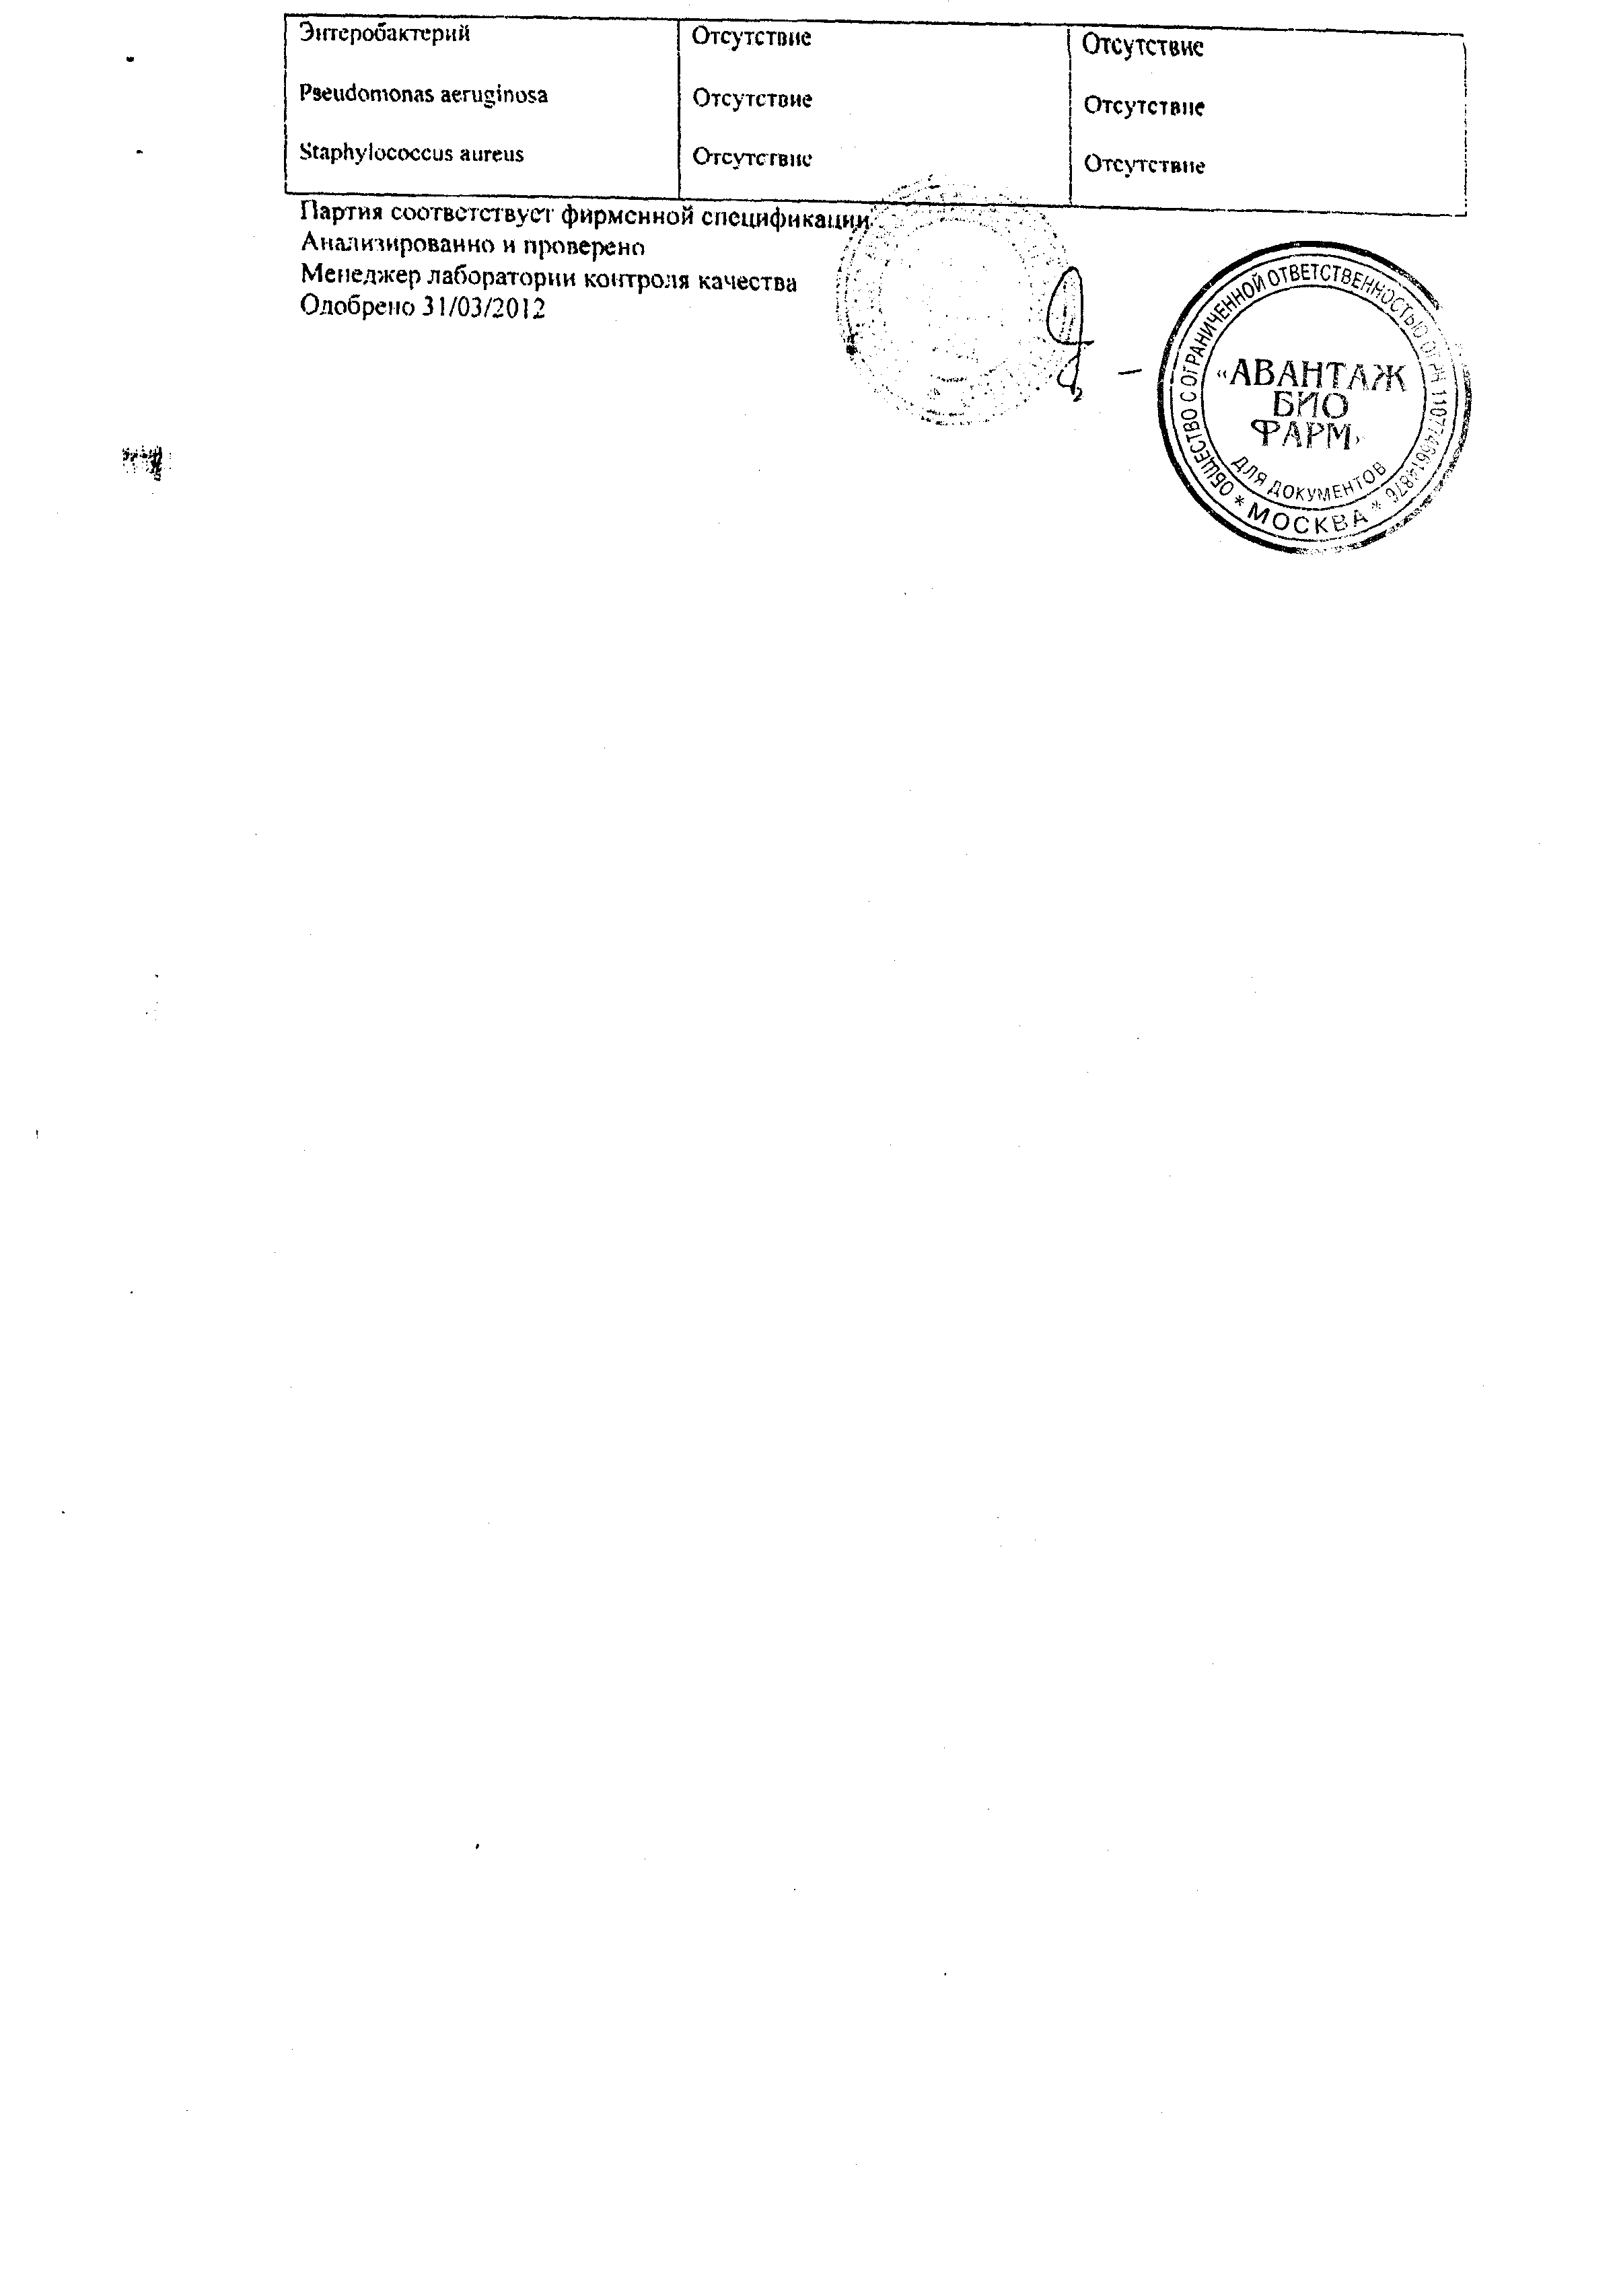 Энтеробактерий Отсутствие Отсутствие
Pseudomonas aeruginosa Отсутствие Отсутствие
Staphylococcus aureus Отсутствие Отсутствие
Партия соответствует фирменной спецификации.
Анализированно и проверено
Менеджер лаборатории контроля качества
Одобрено 31/03/2012
ОБЩЕСТВО С ОГРАНИЧЕННОЙ ОТВЕТСТВЕННОСТЬЮ ОГРН
«АВАНТАЖ
БИО
ФАРМ»
ДЛЯ ДОКУМЕНТОВ
* МОСКВА *